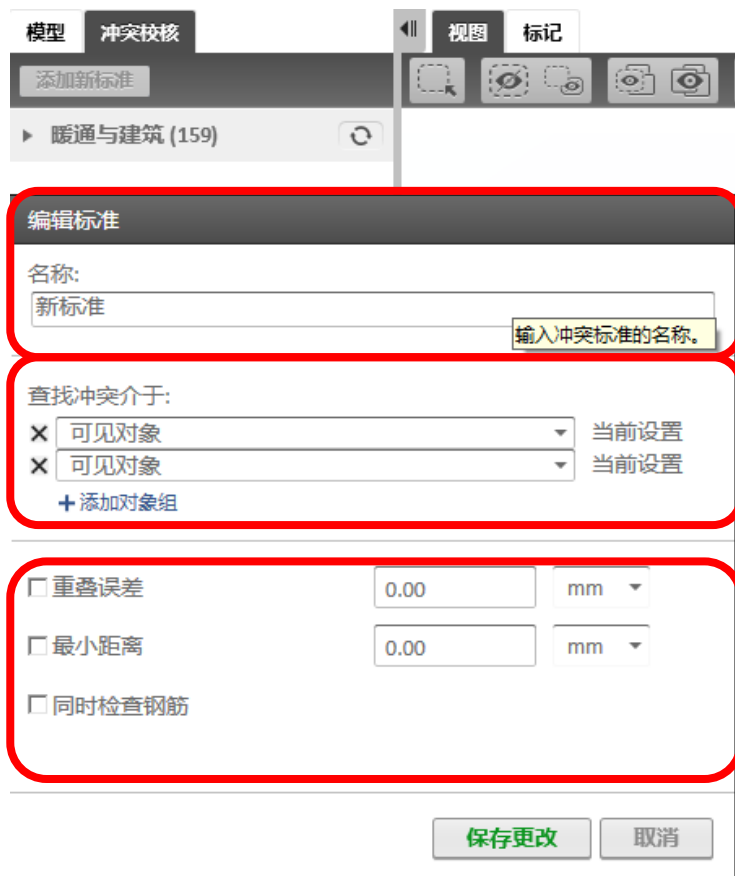 模型 冲突校核 视图 标记
添加新标准
暖通与建筑 (159)
编辑标准
名称:
新标准
输入冲突标准的名称。
查找冲突介于:
可见对象 当前设置
可见对象 当前设置
+添加对象组
重叠误差 0.00 mm
最小距离 0.00 mm
同时检查钢筋
保存更改 取消